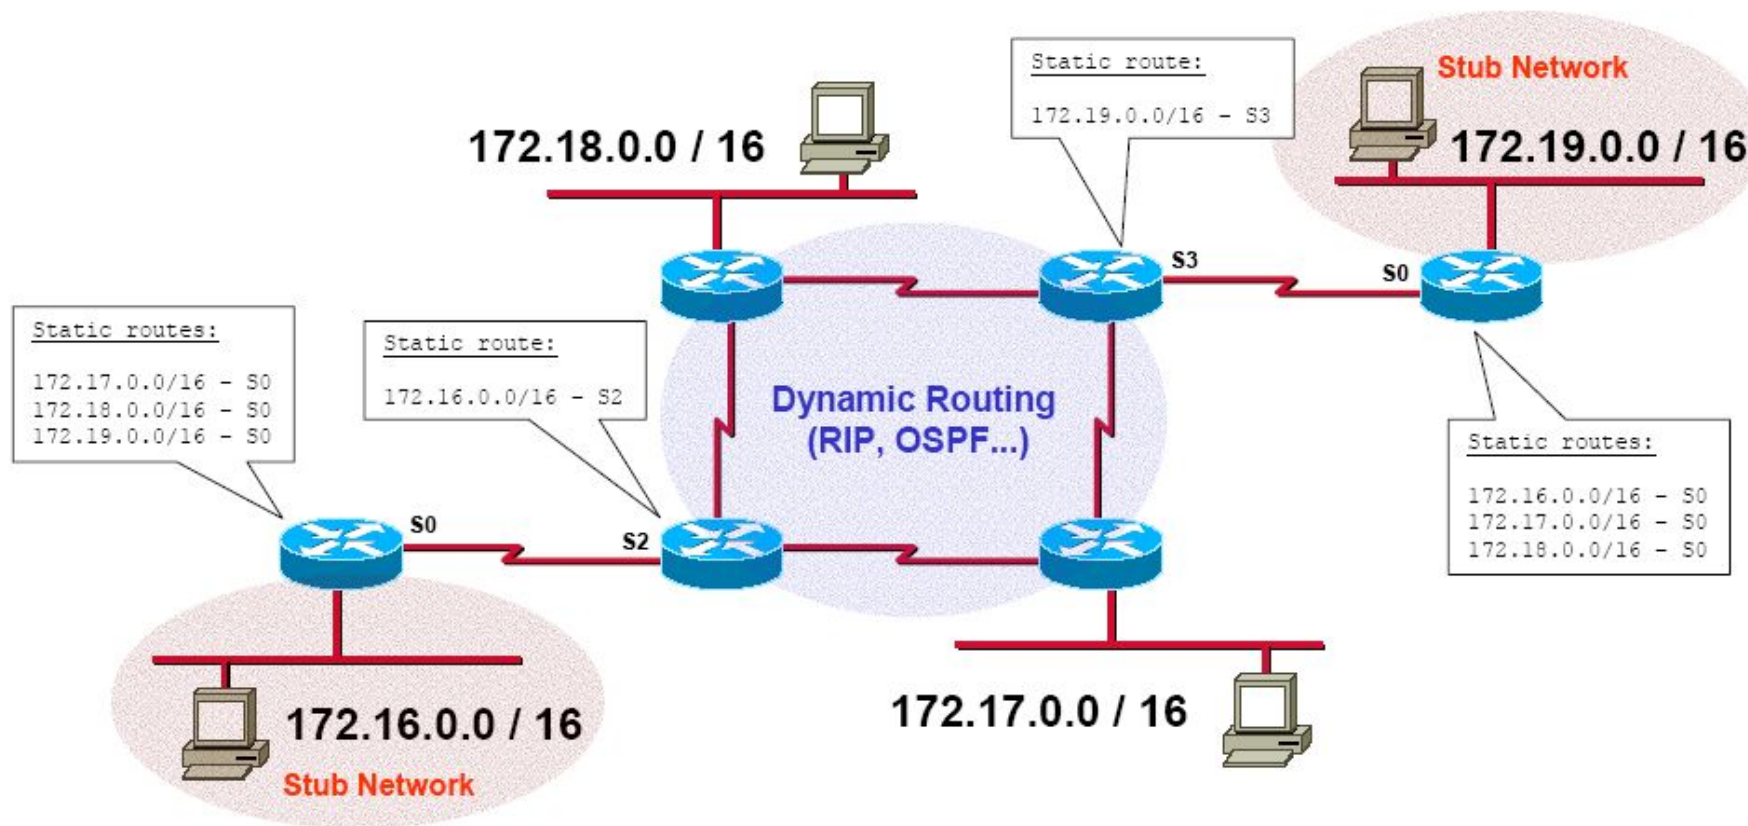 Static route:
172.19.0.0/16 – S3
Stub Network
172.18.0.0 / 16
172.19.0.0 / 16
S3
S0
Static routes:
172.17.0.0/16 – S0
172.18.0.0/16 – S0
172.19.0.0/16 – S0
Static route:
172.16.0.0/16 – S2
Dynamic Routing
(RIP, OSPF...)
Static routes:
172.16.0.0/16 – S0
172.17.0.0/16 – S0
172.18.0.0/16 – S0
S0
S2
172.16.0.0 / 16
Stub Network
172.17.0.0 / 16